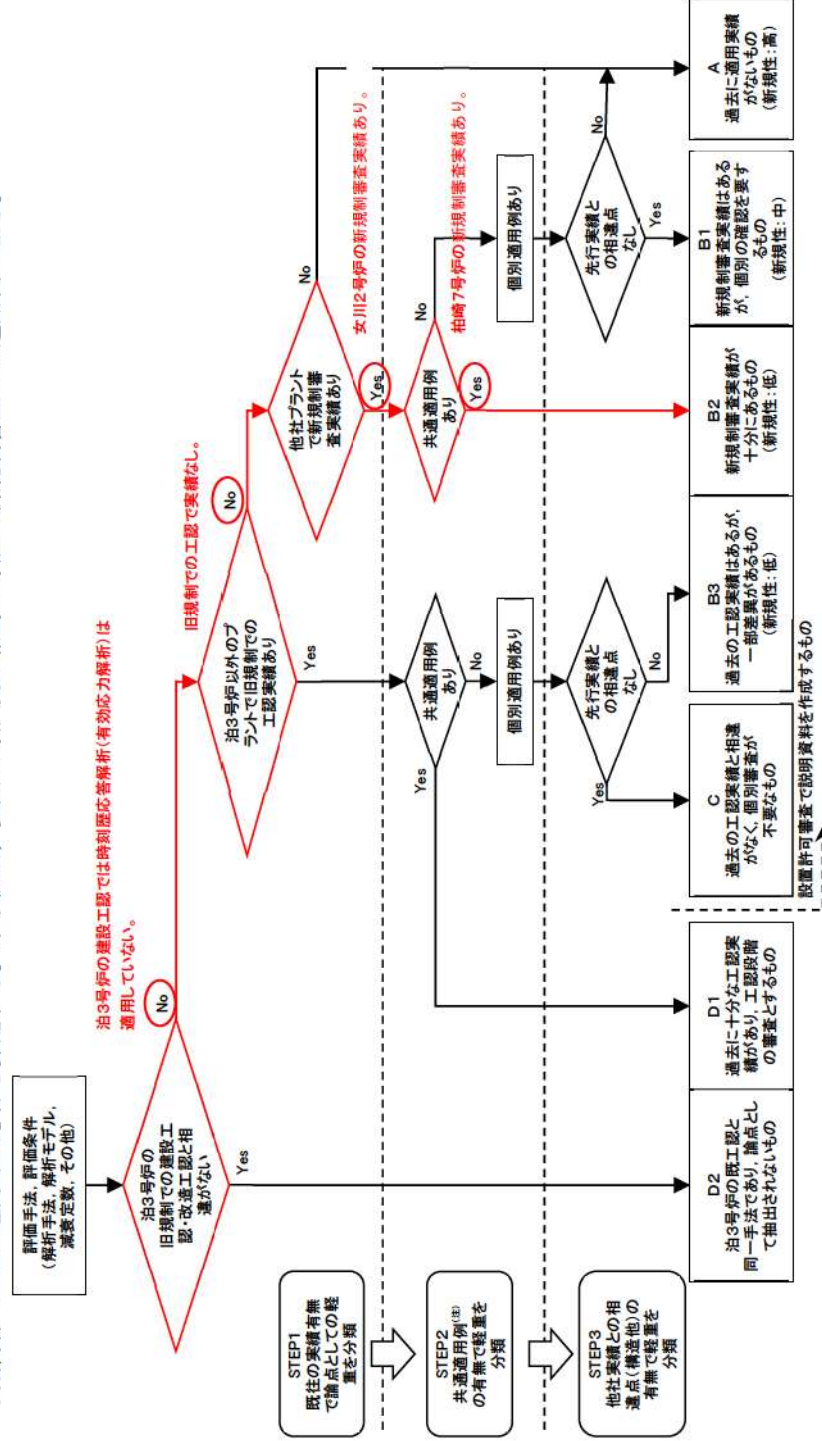 評価手法，評価条件
(解析手法，解析モデル，
減衰定数，その他)
泊3号炉の
旧規制での建設工
認・改造工認と相
違がない
No
Yes
泊3号炉の建設工認では時刻歴応答解析(有効応力解析)は
適用していない。
泊3号炉以外のプ
ラントで旧規制での
工認実績あり
No
Yes
旧規制での工認で実績なし。
他社プラント
で新規制審
査実績あり
No
Yes
女川2号炉の新規制審査実績あり。
STEP1
既往の実績有無
で論点としての軽
重を分類
STEP2
共通適用例(注)
の有無で軽重を
分類
STEP3
他社実績との相
違点(構造他)の
有無で軽重を
分類
共通適用例
あり
Yes
No
個別適用例あり
先行実績と
の相違点
なし
Yes
No
共通適用例
あり
Yes
No
柏崎7号炉の新規制審査実績あり。
個別適用例あり
先行実績と
の相違点
なし
No
Yes
D2
泊3号炉の既工認と
同一手法であり，論点とし
て抽出されないもの
D1
過去に十分な工認実
績があり，工認段階
の審査とするもの
C
過去の工認実績と相違
がなく，個別審査が
不要なもの
B3
過去の工認実績はあるが，
一部差異があるもの
(新規性：低)
B2
新規制審査実績が
十分にあるもの
(新規性：低)
B1
新規制審査実績はある
が，個別の確認を要す
るもの
(新規性：中)
A
過去に適用実績
がないもの
(新規性：高)
設置許可審査で説明資料を作成するもの